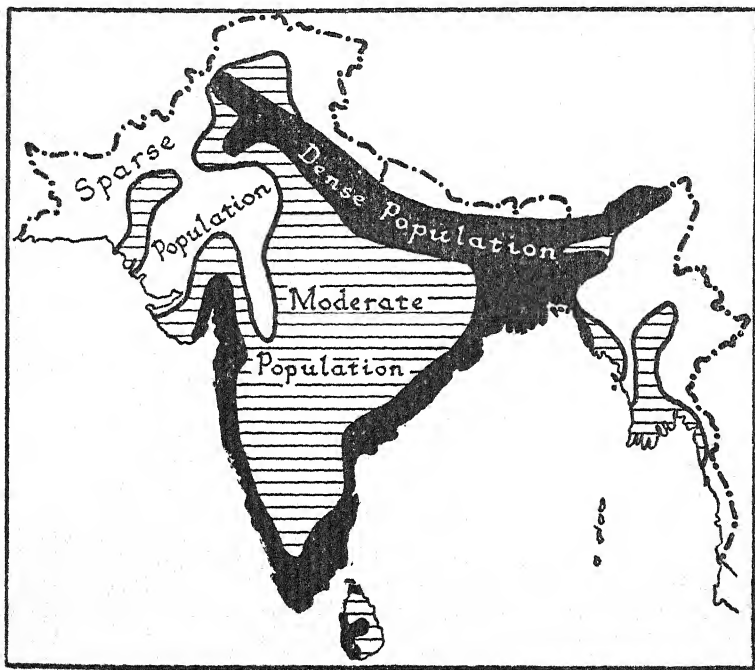 Sparse
Population
Dense Population
Moderate
Population